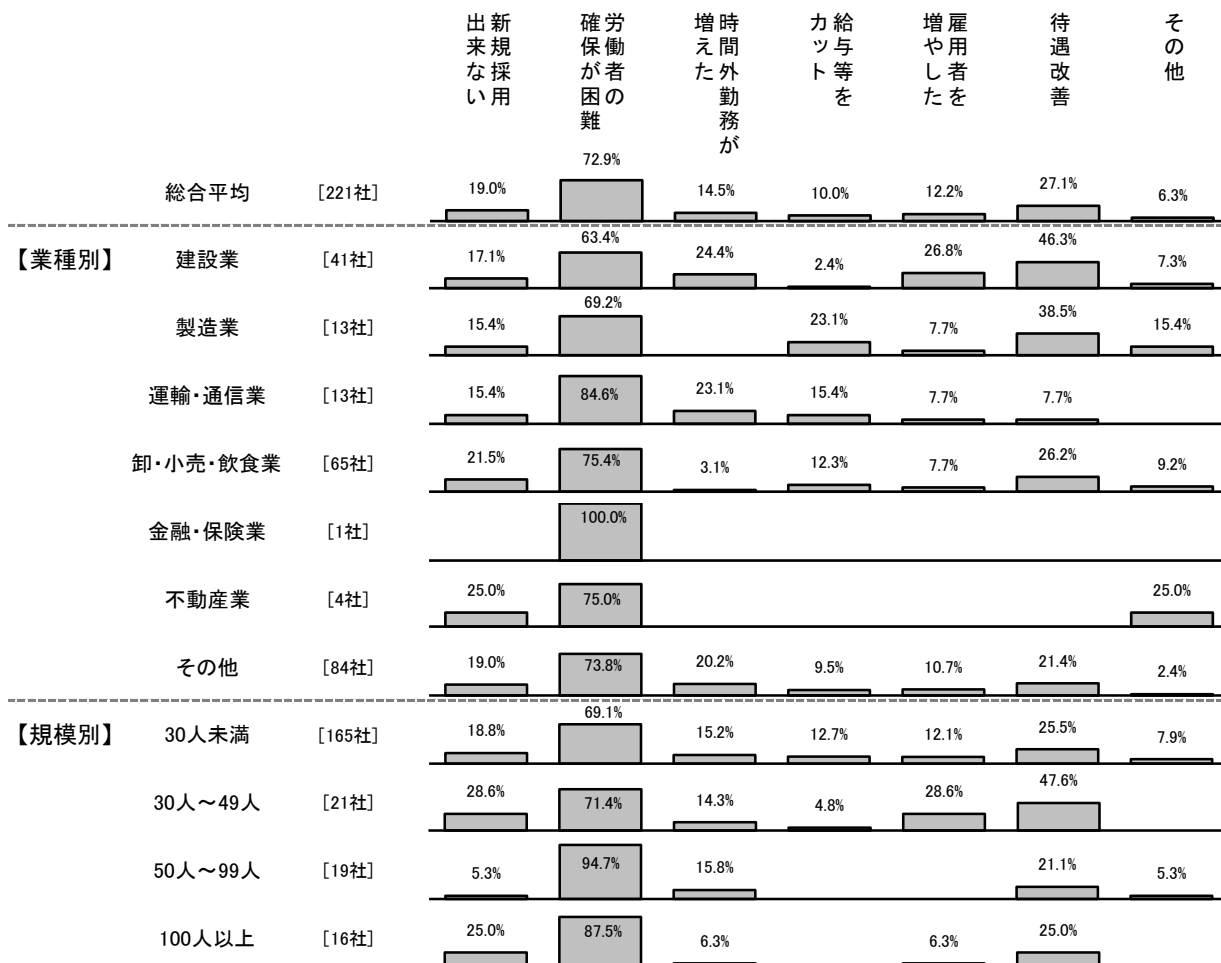 新規採用
出来ない
労働者の
確保が困難
時間外勤務が
増えた
給与等を
カット
雇用者を
増やした
待遇改善
その他
総合平均 [221社] 19.0% 72.9% 14.5% 10.0% 12.2% 27.1% 6.3%
【業種別】 建設業 [41社] 17.1% 63.4% 24.4% 2.4% 26.8% 46.3% 7.3%
製造業 [13社] 15.4% 69.2% 23.1% 7.7% 38.5% 15.4%
運輸・通信業 [13社] 15.4% 84.6% 23.1% 15.4% 7.7% 7.7%
卸・小売・飲食業 [65社] 21.5% 75.4% 3.1% 12.3% 7.7% 26.2% 9.2%
金融・保険業 [1社] 100.0%
不動産業 [4社] 25.0% 75.0% 25.0%
その他 [84社] 19.0% 73.8% 20.2% 9.5% 10.7% 21.4% 2.4%
【規模別】 30人未満 [165社] 18.8% 69.1% 15.2% 12.7% 12.1% 25.5% 7.9%
30人～49人 [21社] 28.6% 71.4% 14.3% 4.8% 28.6% 47.6%
50人～99人 [19社] 5.3% 94.7% 15.8% 21.1% 5.3%
100人以上 [16社] 25.0% 87.5% 6.3% 6.3% 25.0%